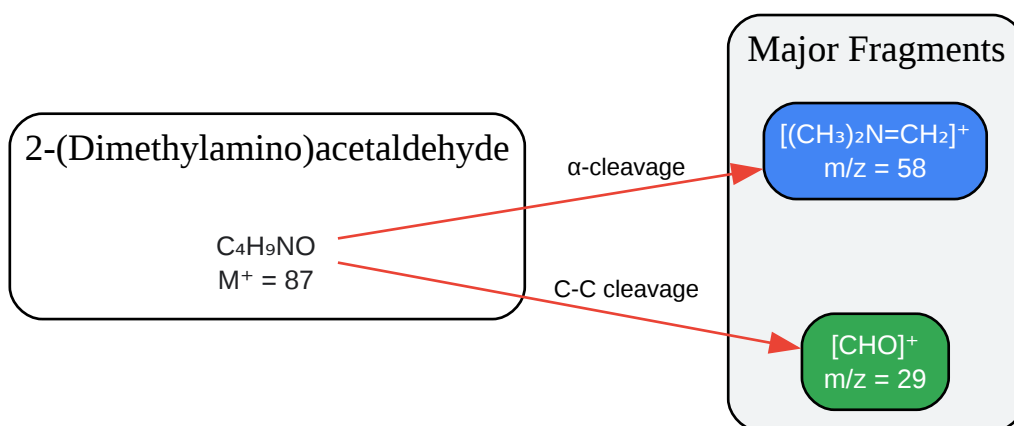 Major Fragments
2-(Dimethylamino)acetaldehyde
C₄H₉NO
M⁺ = 87
α-cleavage
C-C cleavage
[(CH₃)₂N=CH₂]⁺
m/z = 58
[CHO]⁺
m/z = 29